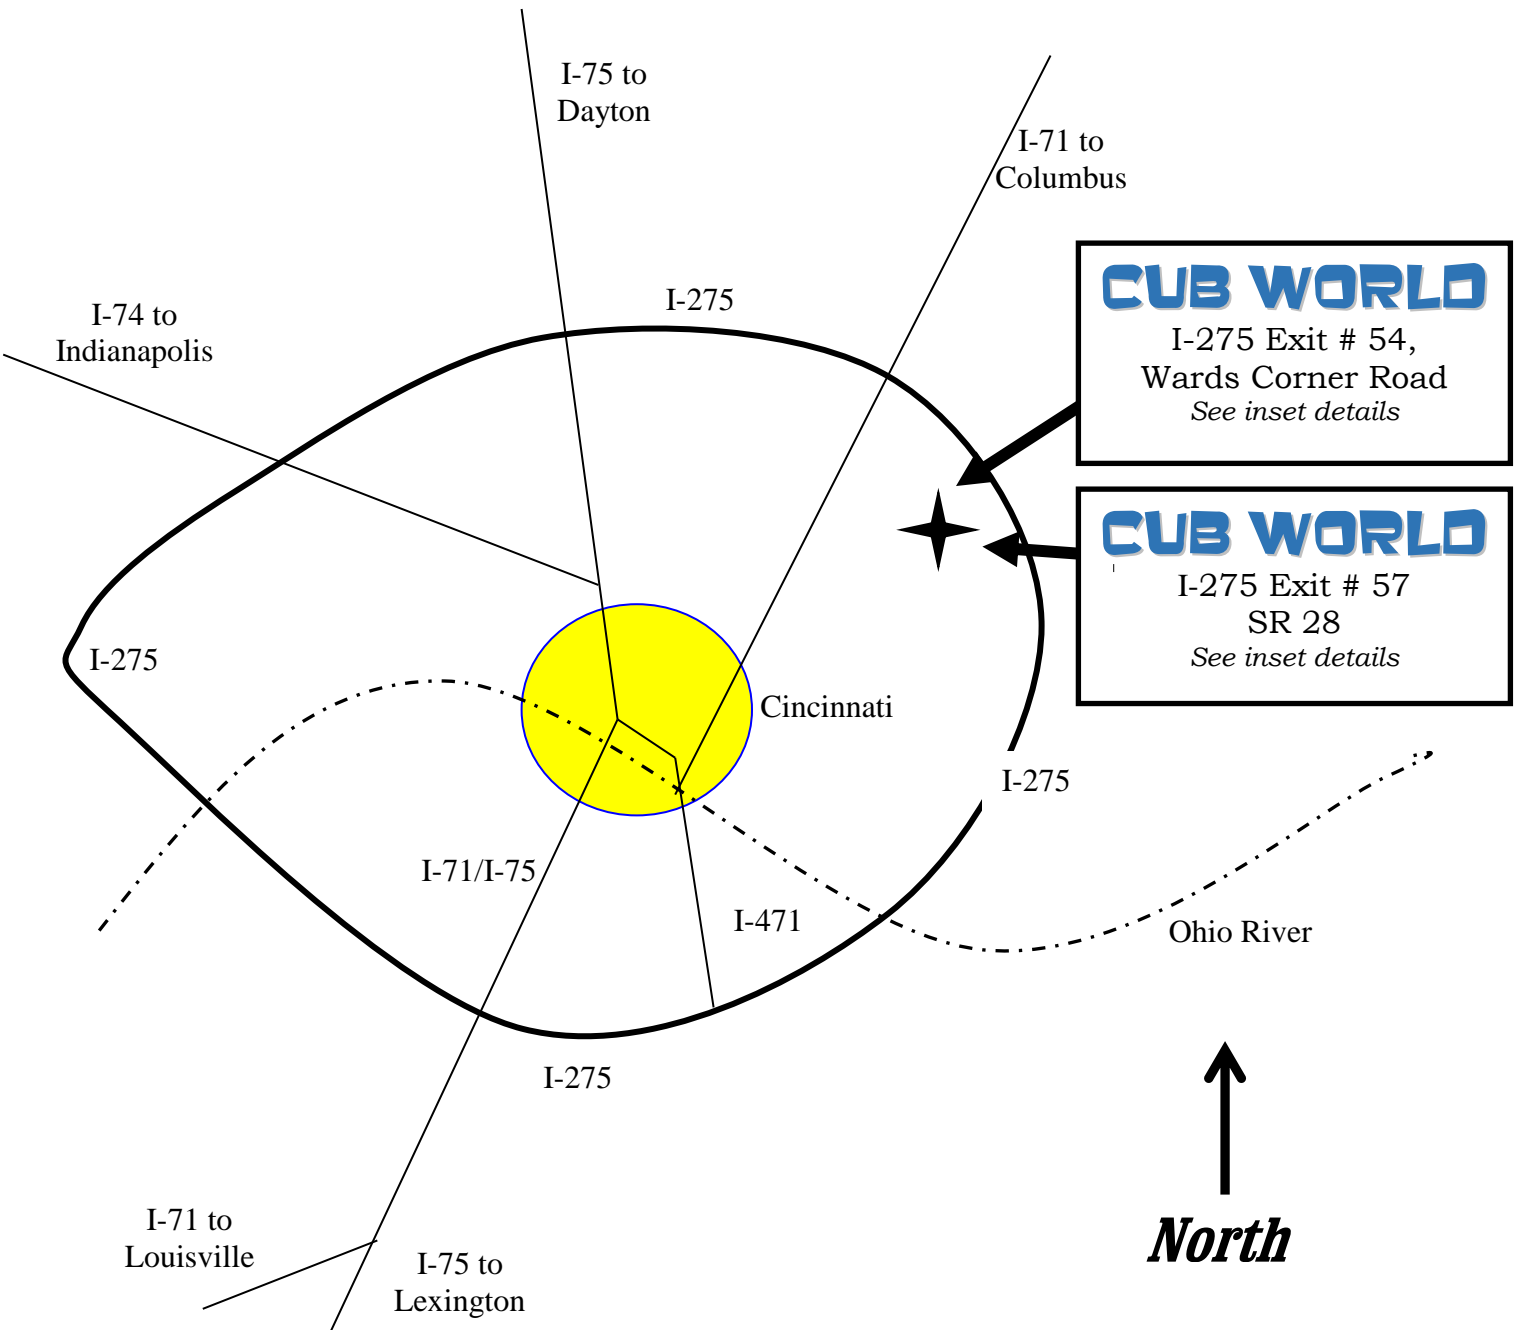 I-75 to
Dayton
I-71 to
Columbus
CUB WORLD
I-275 Exit # 54,
Wards Corner Road
See inset details
I-275
I-74 to
Indianapolis
CUB WORLD
I-275 Exit # 57
SR 28
See inset details
I-275
Cincinnati
I-275
I-71/I-75
I-471
Ohio River
I-275
North
I-71 to
Louisville
I-75 to
Lexington